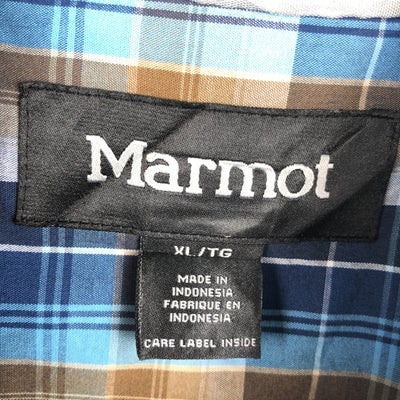 Marmot
XL/TG
MADE IN
INDONESIA
FABRIQUE EN
INDONESIA
CARE LABEL INSIDE